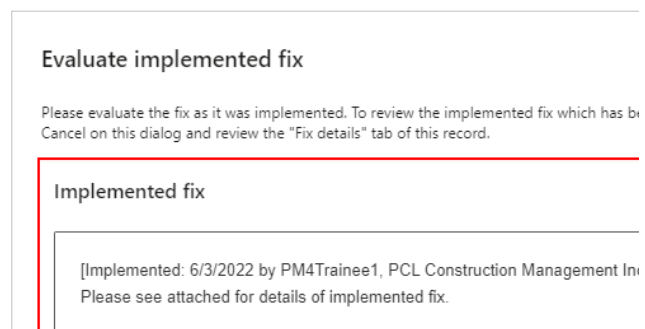 Evaluate implemented fix
Please evaluate the fix as it was implemented. To review the implemented fix which has
Cancel on this dialog and review the "Fix details" tab of this record.
Implemented fix
[Implemented: 6/3/2022 by PM4Trainee1, PCL Construction Management
Please see attached for details of implemented fix.